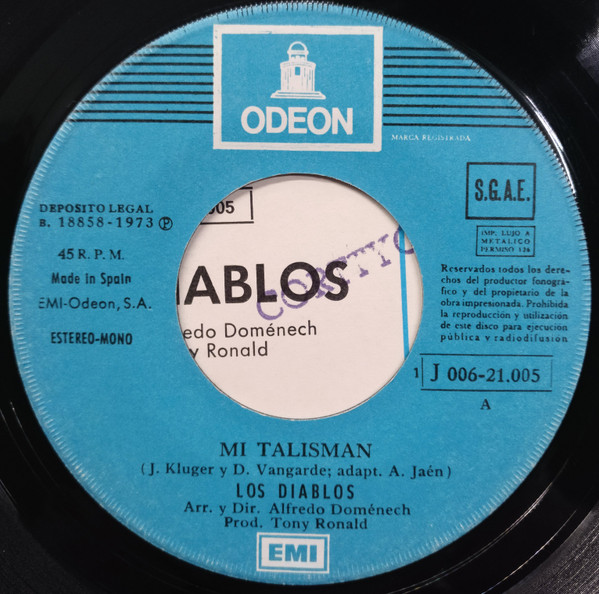 ODEON
MARCA REGISTRADA
DEPOSITO LEGAL
B. 18858-1973 Ⓟ
45 R. P. M.
Made in Spain
EMI-Odeon, S.A.
ESTEREO-MONO
S.G.A.E.
IMP. LUJO A
METALICO
PERMISO 126
Reservados todos los dere-
chos del productor fonográ-
fico y del propietario de la
obra impresionada. Prohibida
la reproducción y utilización
de este disco para ejecución
pública y radiodifusión
1 J 006-21.005
A
005
IABLOS
edo Doménech
y Ronald
MI TALISMAN
( J. Kluger y D. Vangarde; adapt. A. Jaén )
LOS DIABLOS
Arr. y Dir. Alfredo Doménech
Prod. Tony Ronald
EMI